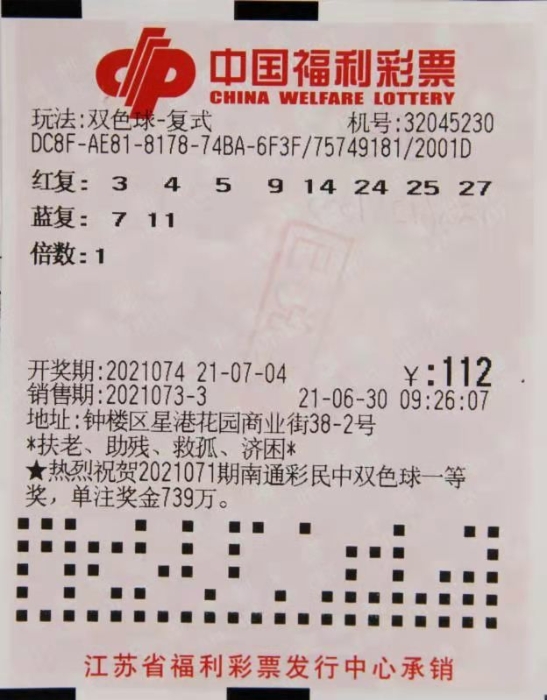 中国福利彩票
CHINA WELFARE LOTTERY
玩法:双色球-复式 机号:32045230
DC8F-AE81-8178-74BA-6F3F/75749181/2001D
红复: 3 4 5 9 14 24 25 27
蓝复: 7 11
倍数:1
开奖期:2021074 21-07-04 ¥:112
销售期:2021073-3 21-06-30 09:26:07
地址:钟楼区星港花园商业街38-2号
*扶老、助残、救孤、济困*
★热烈祝贺2021071期南通彩民中双色球一等
奖，单注奖金739万。
江苏省福利彩票发行中心承销